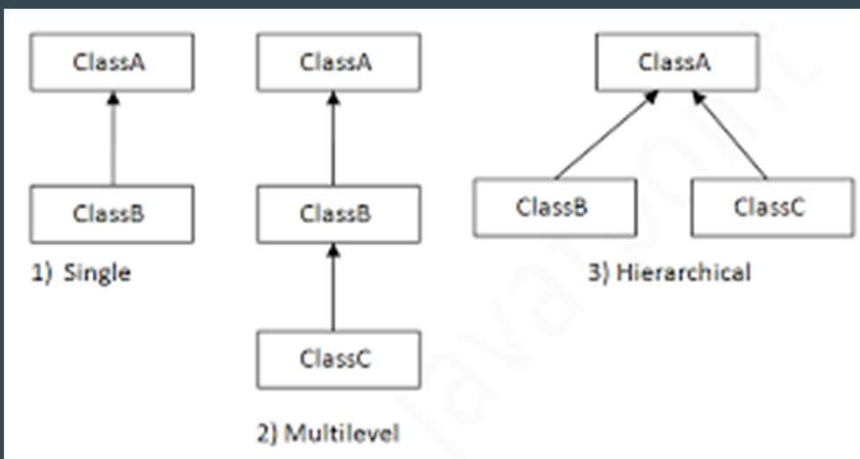 ClassA
ClassB
1) Single
ClassA
ClassB
ClassC
2) Multilevel
ClassA
ClassB
ClassC
3) Hierarchical